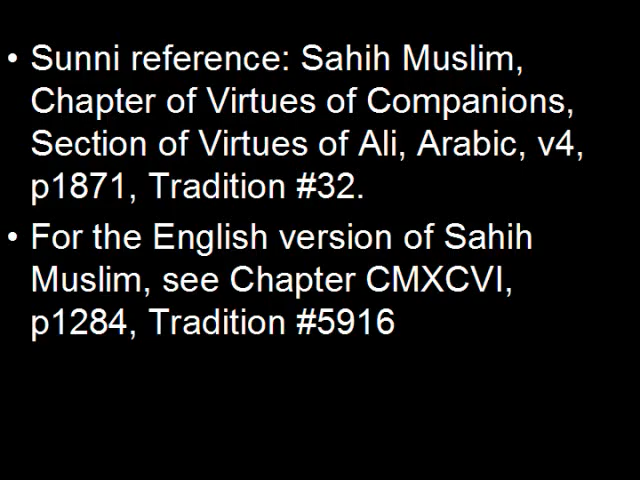 • Sunni reference: Sahih Muslim,
Chapter of Virtues of Companions,
Section of Virtues of Ali, Arabic, v4,
p1871, Tradition #32.
• For the English version of Sahih
Muslim, see Chapter CMXCVI,
p1284, Tradition #5916